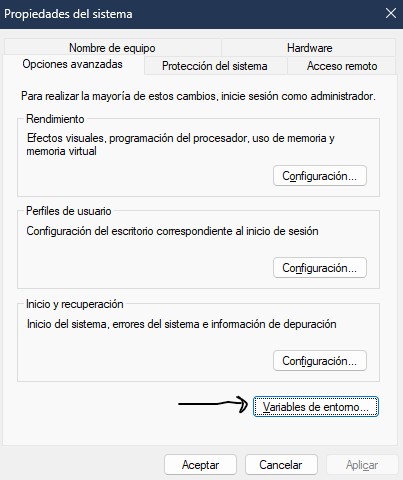 Propiedades del sistema
Nombre de equipo
Hardware
Opciones avanzadas
Protección del sistema
Acceso remoto
Para realizar la mayoría de estos cambios, inicie sesión como administrador.
Rendimiento
Efectos visuales, programación del procesador, uso de memoria y
memoria virtual
Configuración...
Perfiles de usuario
Configuración del escritorio correspondiente al inicio de sesión
Configuración...
Inicio y recuperación
Inicio del sistema, errores del sistema e información de depuración
Configuración...
Variables de entorno...
Aceptar
Cancelar
Aplicar